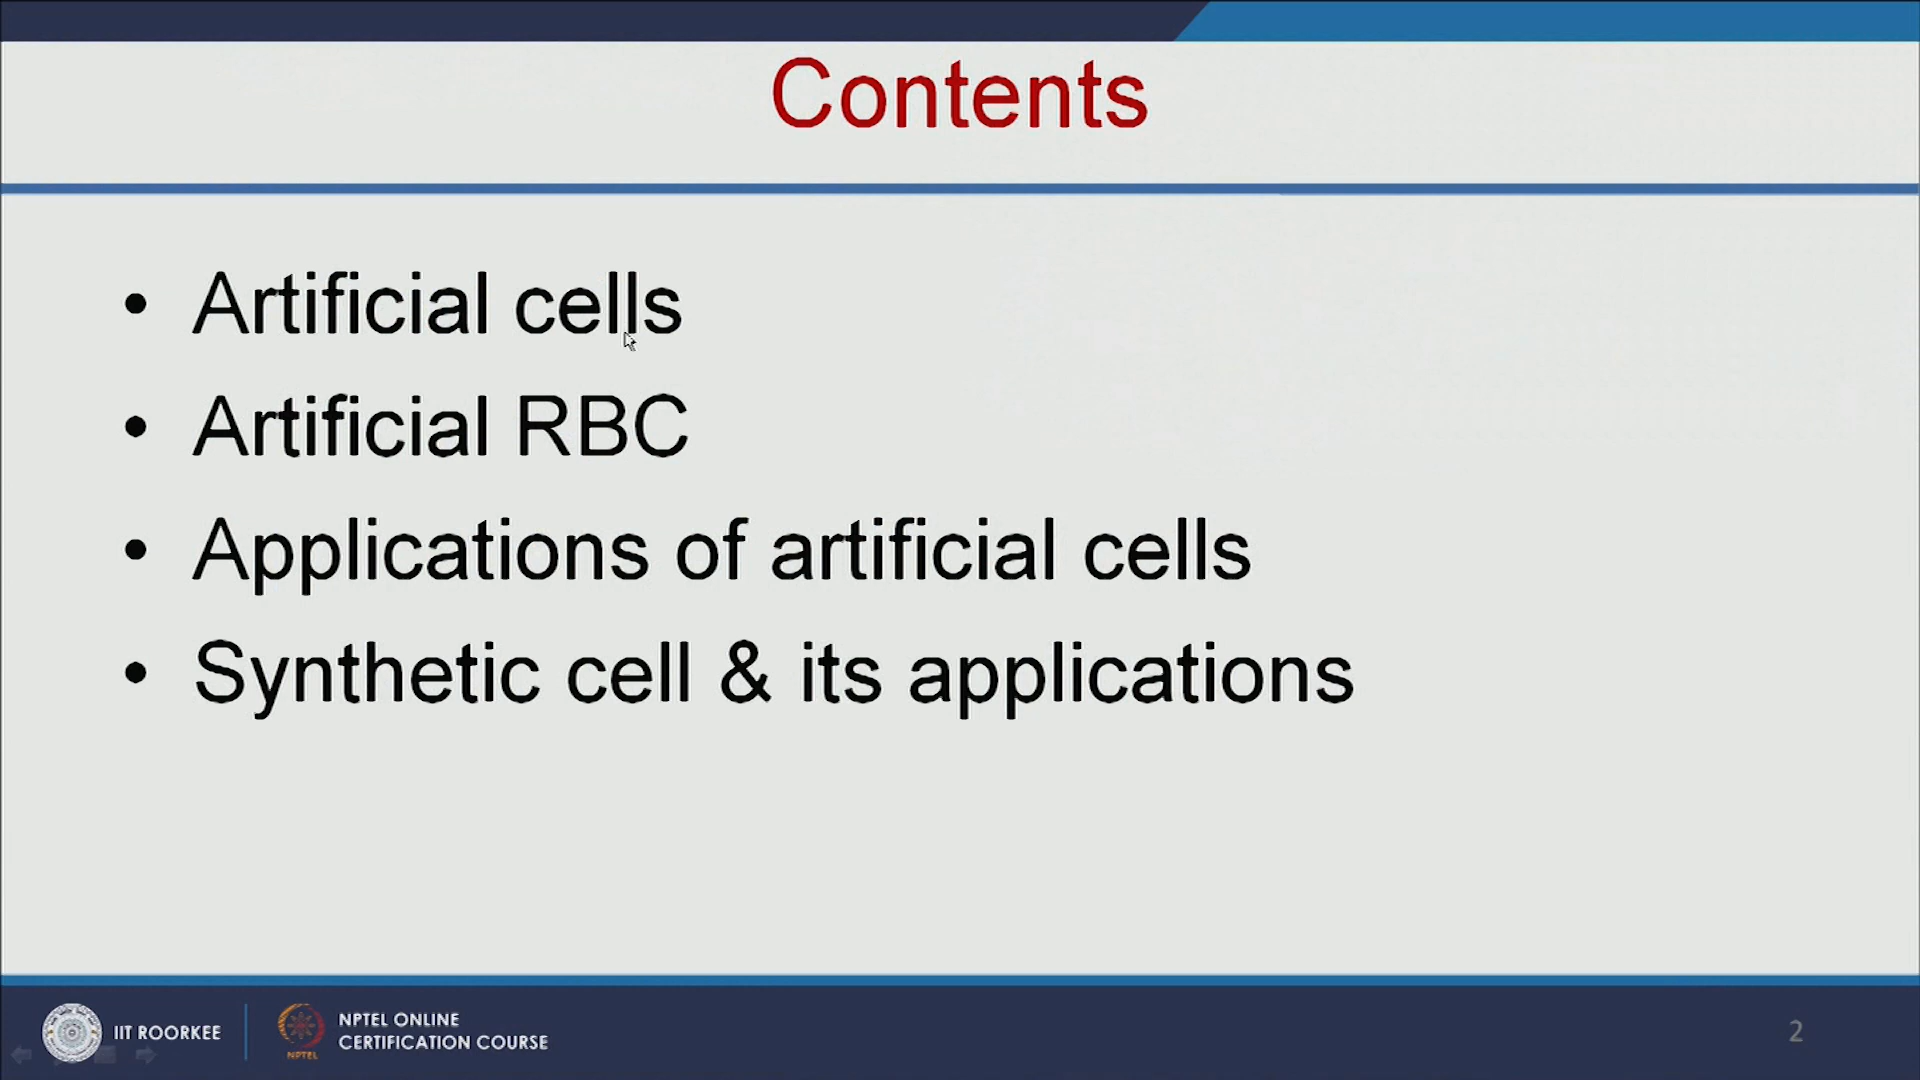 Contents
• Artificial cells
• Artificial RBC
• Applications of artificial cells
• Synthetic cell & its applications
IIT ROORKEE
NPTEL
NPTEL ONLINE
CERTIFICATION COURSE
2